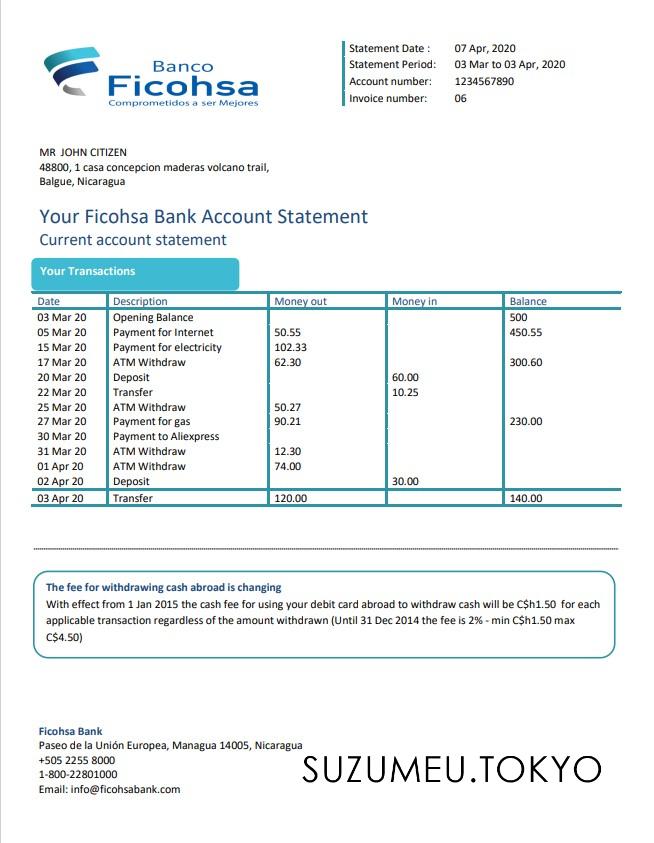 Banco
Ficohsa
Comprometidos a ser Mejores
Statement Date : 07 Apr, 2020
Statement Period: 03 Mar to 03 Apr, 2020
Account number: 1234567890
Invoice number: 06
MR JOHN CITIZEN
48800, 1 casa concepcion maderas volcano trail,
Balgue, Nicaragua
Your Ficohsa Bank Account Statement
Current account statement
Your Transactions
Date Description Money out Money in Balance
03 Mar 20 Opening Balance 500
05 Mar 20 Payment for Internet 50.55 450.55
15 Mar 20 Payment for electricity 102.33
17 Mar 20 ATM Withdraw 62.30 300.60
20 Mar 20 Deposit 60.00
22 Mar 20 Transfer 10.25
25 Mar 20 ATM Withdraw 50.27
27 Mar 20 Payment for gas 90.21 230.00
30 Mar 20 Payment to Aliexpress
31 Mar 20 ATM Withdraw 12.30
01 Apr 20 ATM Withdraw 74.00
02 Apr 20 Deposit 30.00
03 Apr 20 Transfer 120.00 140.00
The fee for withdrawing cash abroad is changing
With effect from 1 Jan 2015 the cash fee for using your debit card abroad to withdraw cash will be C$h1.50 for each
applicable transaction regardless of the amount withdrawn (Until 31 Dec 2014 the fee is 2% - min C$h1.50 max
C$4.50)
Ficohsa Bank
Paseo de la Unión Europea, Managua 14005, Nicaragua
+505 2255 8000
1-800-22801000
Email: info@ficohsabank.com
SUZUMEU.TOKYO